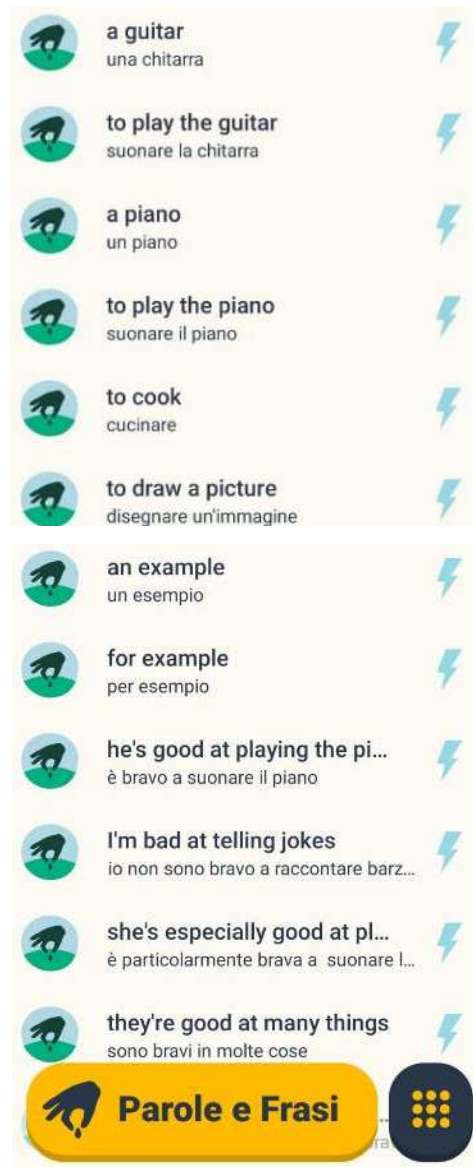 a guitar
una chitarra
to play the guitar
suonare la chitarra
a piano
un piano
to play the piano
suonare il piano
to cook
cucinare
to draw a picture
disegnare un'immagine
an example
un esempio
for example
per esempio
he's good at playing the pi...
è bravo a suonare il piano
I'm bad at telling jokes
io non sono bravo a raccontare barz...
she's especially good at pl...
è particolarmente brava a  suonare l...
they're good at many things
sono bravi in molte cose
Parole e Frasi